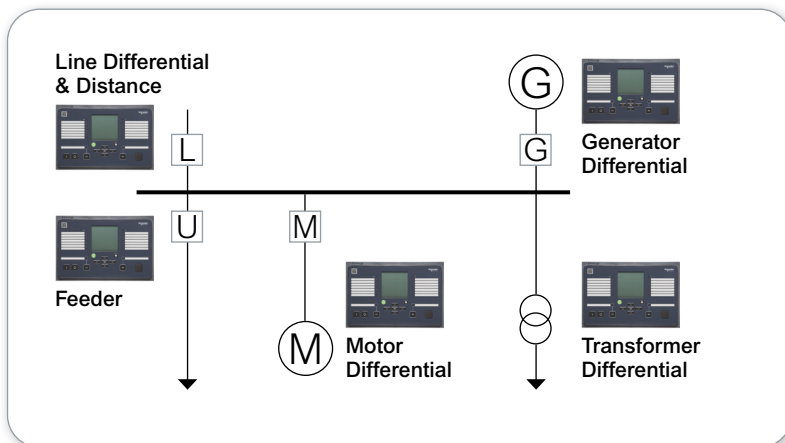 Line Differential
& Distance
L
U
Feeder
M
M
Motor
Differential
G
G
Generator
Differential
Transformer
Differential